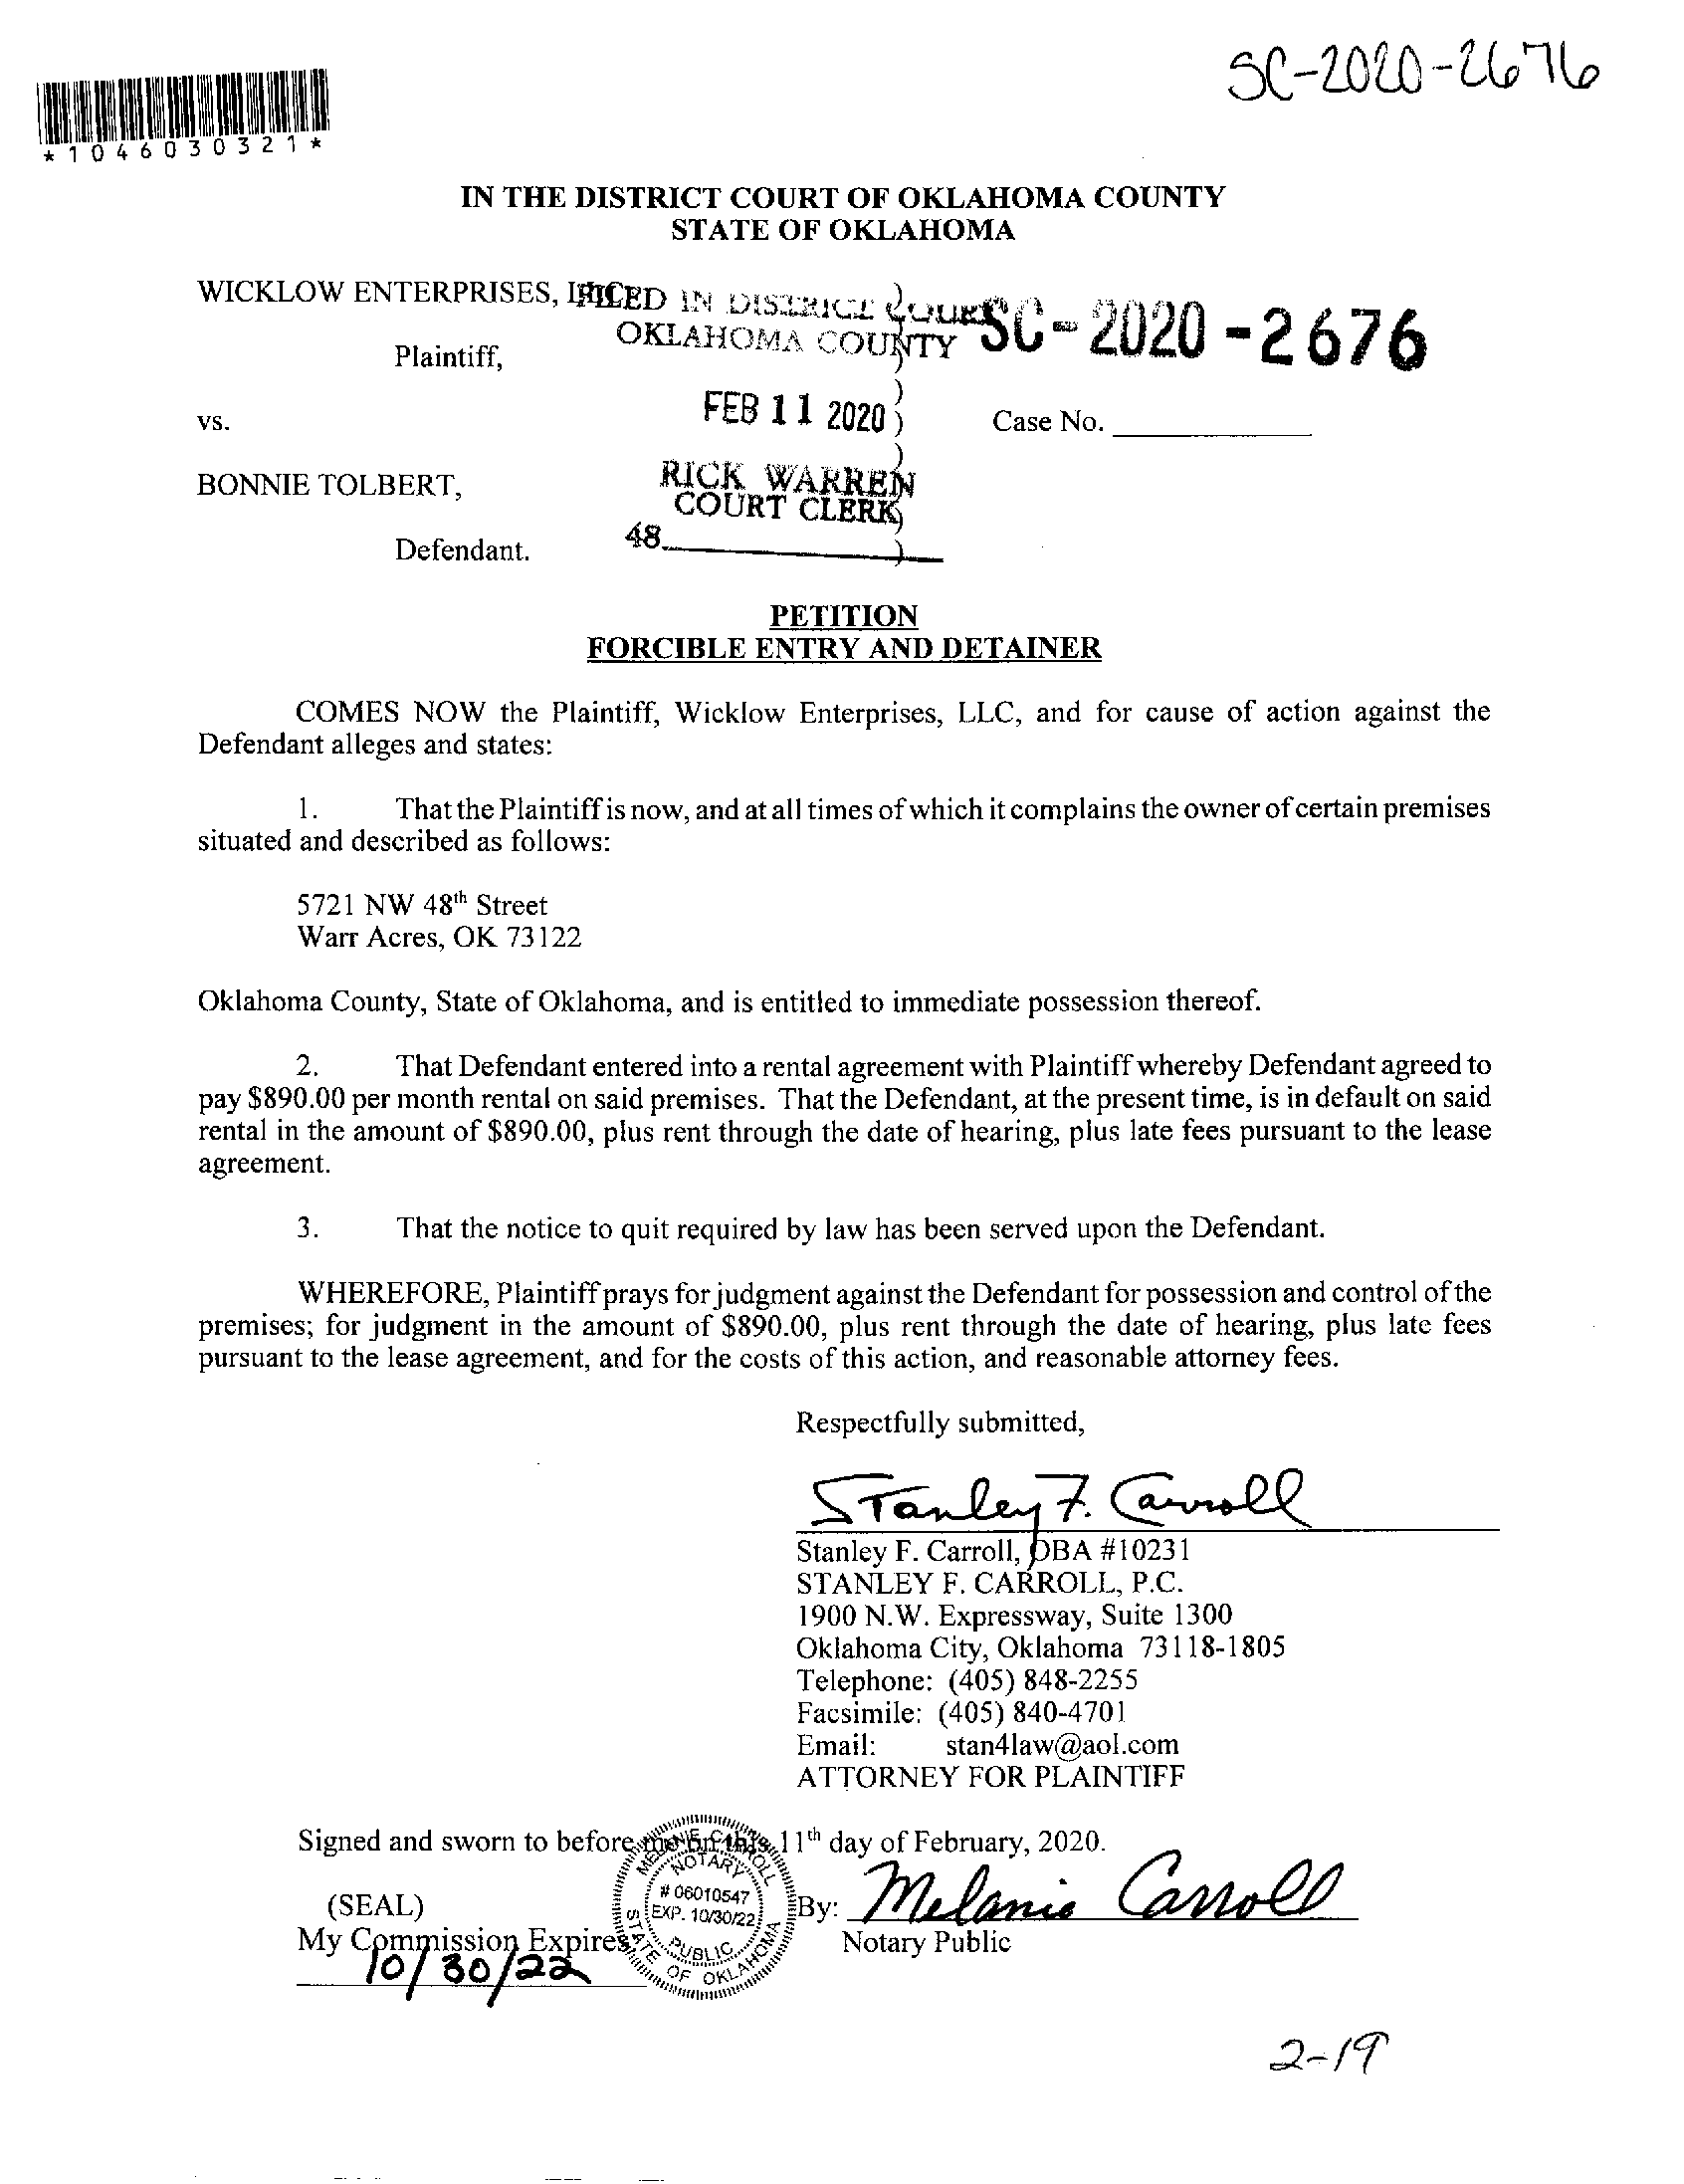 SC-2020-2676
*1046030321*
IN THE DISTRICT COURT OF OKLAHOMA COUNTY
STATE OF OKLAHOMA
WICKLOW ENTERPRISES,
FILED IN DISTRICT COURT
OKLAHOMA COUNTY
SC-2020-2676
Plaintiff,
FEB 11 2020
vs.
Case No.
BONNIE TOLBERT,
RICK WARREN
COURT CLERK
48
Defendant.
PETITION
FORCIBLE ENTRY AND DETAINER
COMES NOW the Plaintiff, Wicklow Enterprises, LLC, and for cause of action against the
Defendant alleges and states:
1. That the Plaintiff is now, and at all times of which it complains the owner of certain premises
situated and described as follows:
5721 NW 48th Street
Warr Acres, OK 73122
Oklahoma County, State of Oklahoma, and is entitled to immediate possession thereof.
2. That Defendant entered into a rental agreement with Plaintiff whereby Defendant agreed to
pay $890.00 per month rental on said premises. That the Defendant, at the present time, is in default on said
rental in the amount of $890.00, plus rent through the date of hearing, plus late fees pursuant to the lease
agreement.
3. That the notice to quit required by law has been served upon the Defendant.
WHEREFORE, Plaintiff prays for judgment against the Defendant for possession and control of the
premises; for judgment in the amount of $890.00, plus rent through the date of hearing, plus late fees
pursuant to the lease agreement, and for the costs of this action, and reasonable attorney fees.
Respectfully submitted,
Stanley F. Carroll
Stanley F. Carroll, OBA #10231
STANLEY F. CARROLL, P.C.
1900 N.W. Expressway, Suite 1300
Oklahoma City, Oklahoma 73118-1805
Telephone: (405) 848-2255
Facsimile: (405) 840-4701
Email: stan4law@aol.com
ATTORNEY FOR PLAINTIFF
Signed and sworn to before me on this 11th day of February, 2020.
MELANIE CARROLL
NOTARY
# 06010547
EXP. 10/30/22
PUBLIC
STATE OF OKLAHOMA
(SEAL)
By: Melanie Carroll
My Commission Expires
Notary Public
10/30/22
2-19